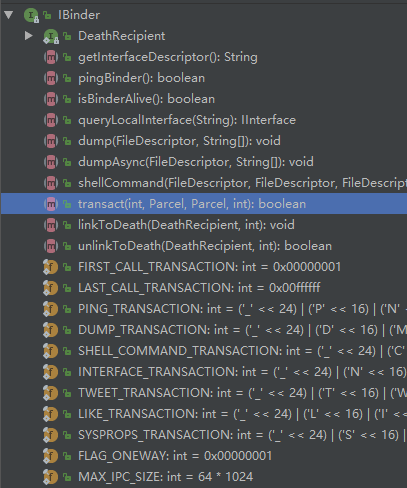 IBinder
DeathRecipient
getInterfaceDescriptor(): String
pingBinder(): boolean
isBinderAlive(): boolean
queryLocalInterface(String): IInterface
dump(FileDescriptor, String[]): void
dumpAsync(FileDescriptor, String[]): void
shellCommand(FileDescriptor, FileDescriptor, FileDescript
transact(int, Parcel, Parcel, int): boolean
linkToDeath(DeathRecipient, int): void
unlinkToDeath(DeathRecipient, int): boolean
FIRST_CALL_TRANSACTION: int = 0x00000001
LAST_CALL_TRANSACTION: int = 0x00ffffff
PING_TRANSACTION: int = ('_' << 24) | ('P' << 16) | ('N'
DUMP_TRANSACTION: int = ('_' << 24) | ('D' << 16) | ('M
SHELL_COMMAND_TRANSACTION: int = ('_' << 24) | ('C'
INTERFACE_TRANSACTION: int = ('_' << 24) | ('N' << 16)
TWEET_TRANSACTION: int = ('_' << 24) | ('T' << 16) | ('W
LIKE_TRANSACTION: int = ('_' << 24) | ('L' << 16) | ('I' <<
SYSPROPS_TRANSACTION: int = ('_' << 24) | ('S' << 16) |
FLAG_ONEWAY: int = 0x00000001
MAX_IPC_SIZE: int = 64 * 1024